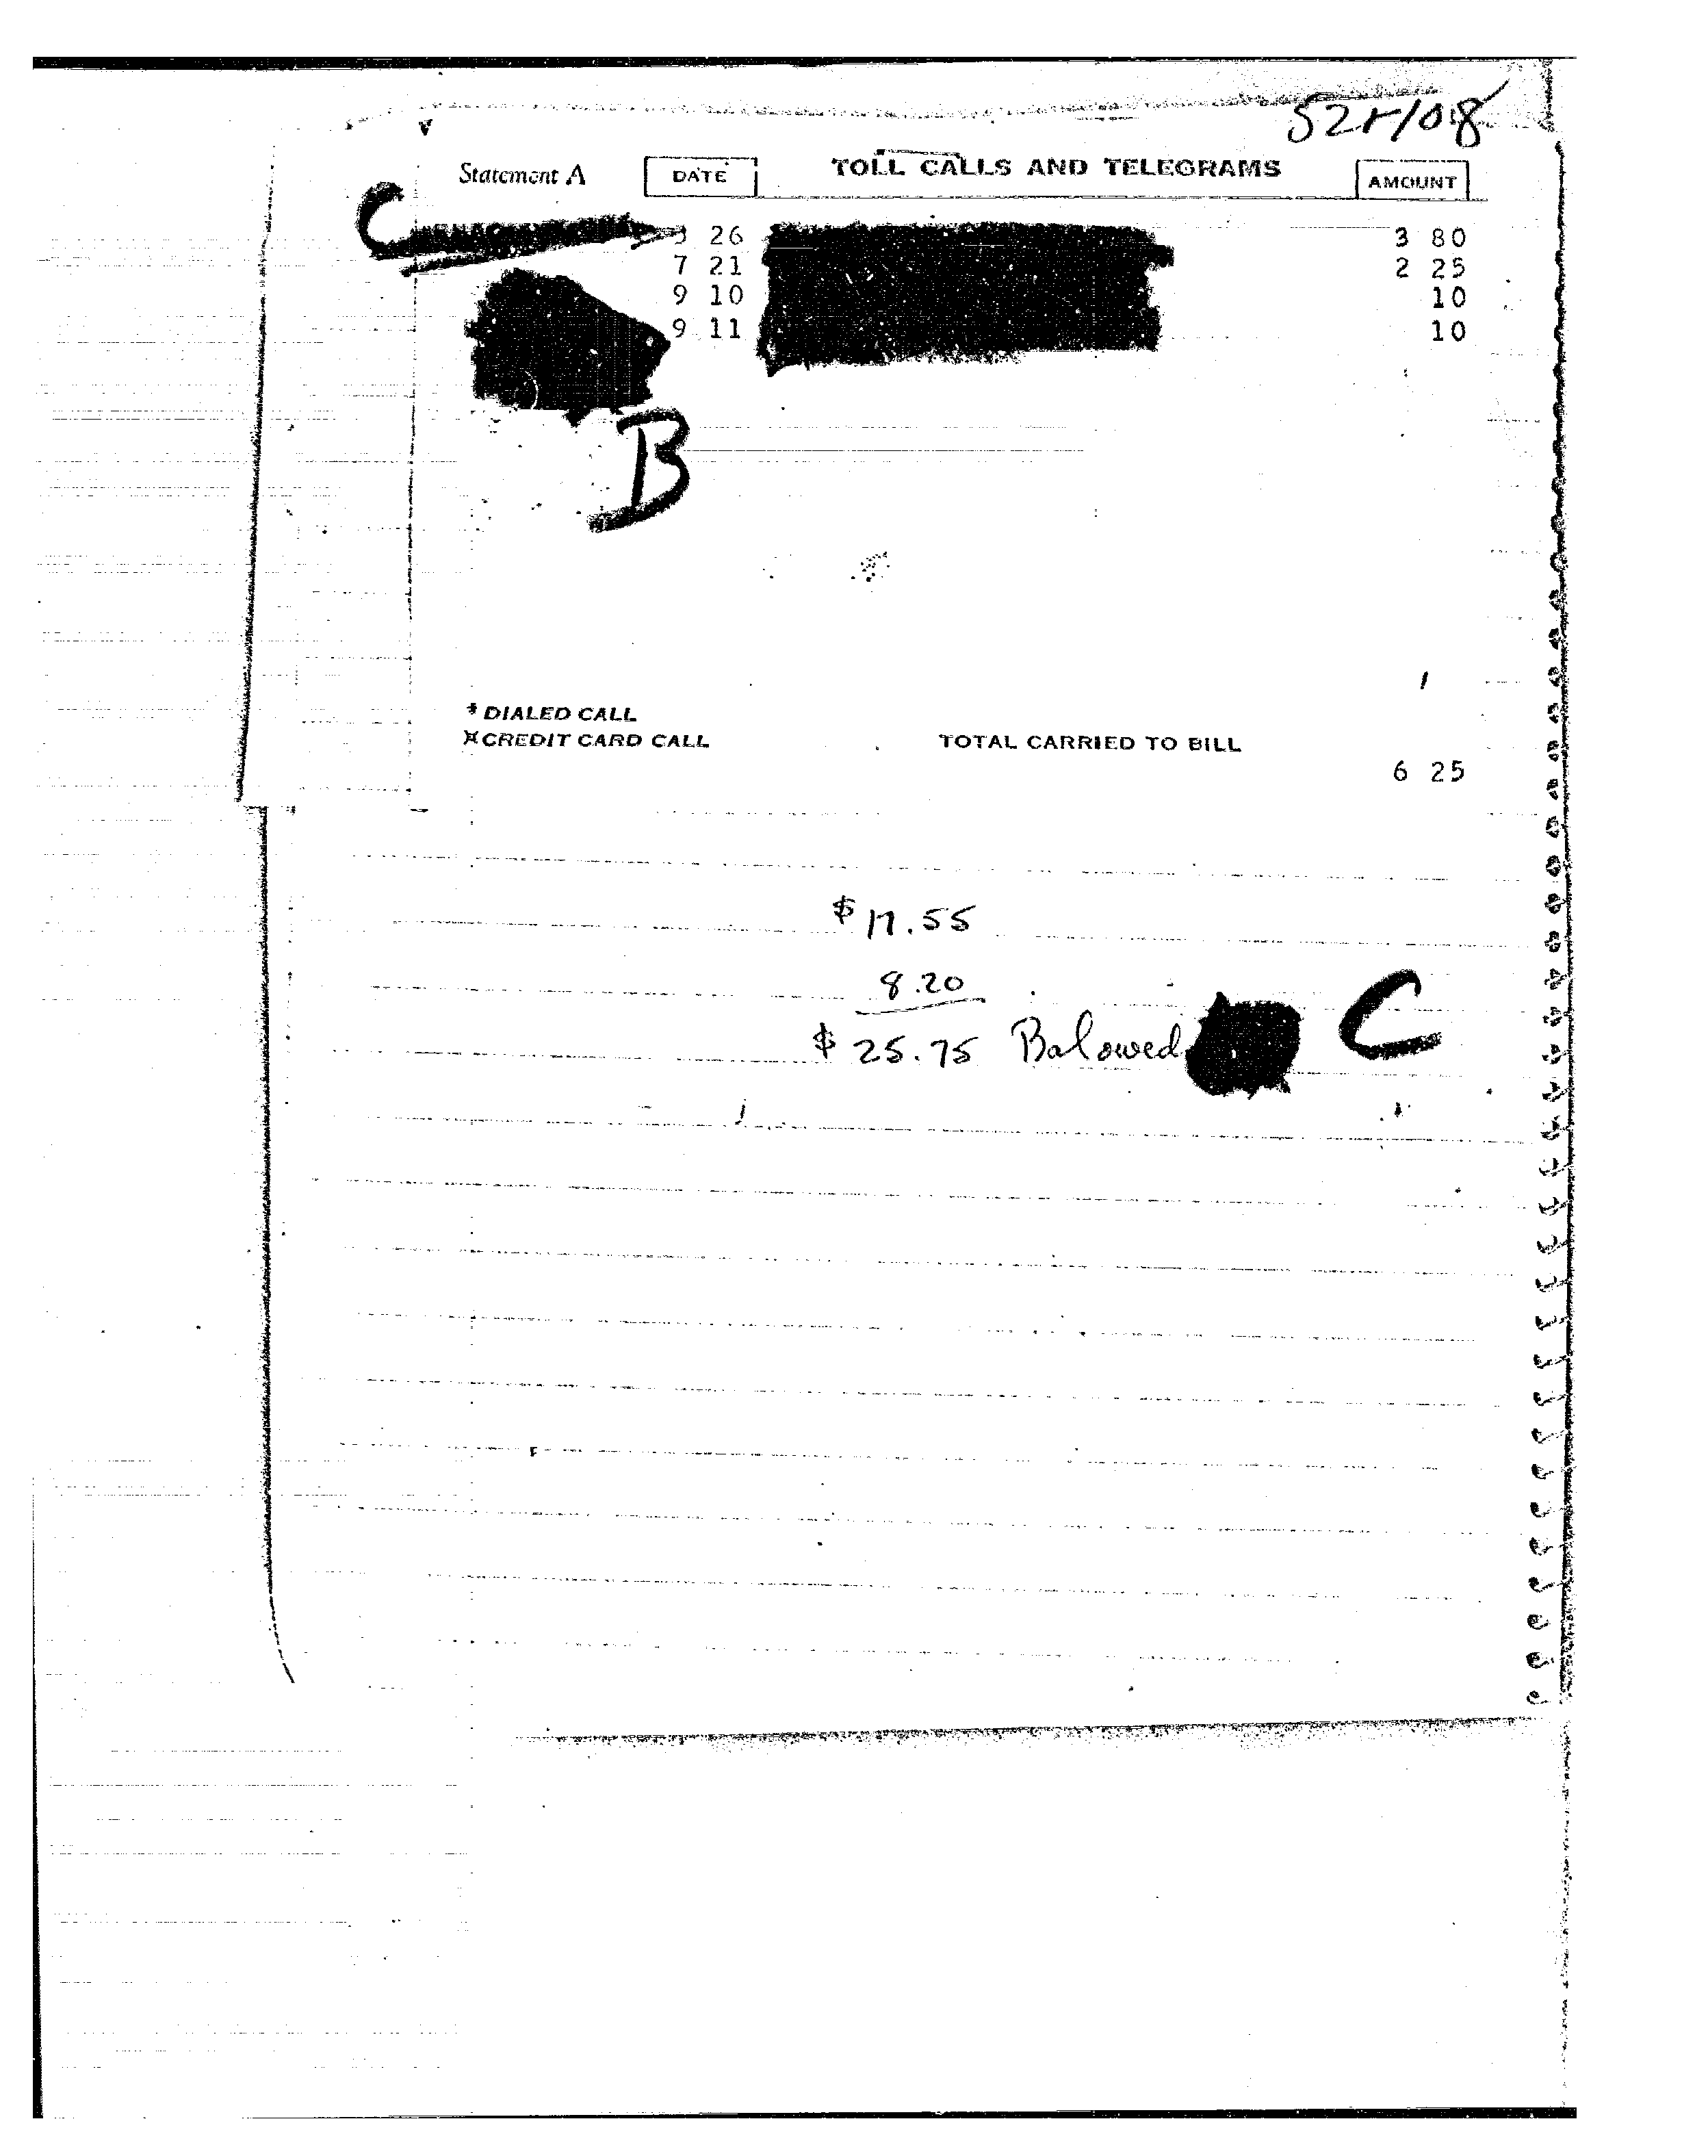 Statement A DATE TOLL CALLS AND TELEGRAMS AMOUNT
C 26 3 80
7 21 2 25
9 10 10
9 11 10
B
* DIALED CALL
¤ CREDIT CARD CALL TOTAL CARRIED TO BILL
6 25
$ 17.55
8.20
$ 25.75 Bal owed C